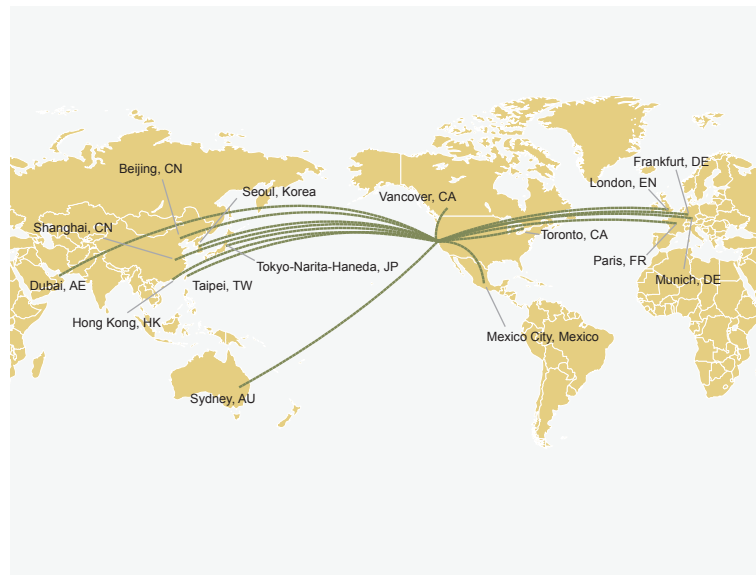 Frankfurt, DE
Beijing, CN
London, EN
Seoul, Korea
Vancover, CA
Shanghai, CN
Toronto, CA
Paris, FR
Tokyo-Narita-Haneda, JP
Munich, DE
Dubai, AE
Taipei, TW
Hong Kong, HK
Mexico City, Mexico
Sydney, AU